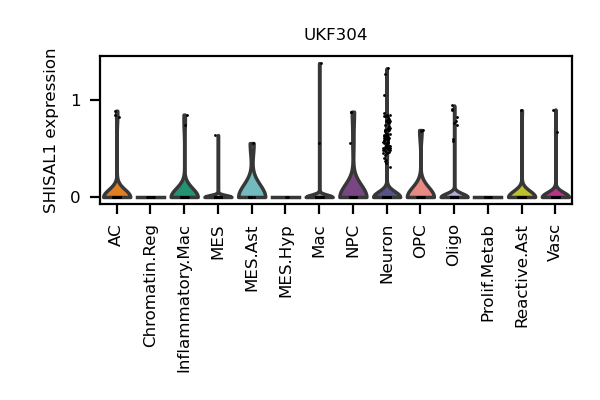 UKF304
SHISAL1 expression
1
0
AC
Chromatin.Reg
Inflammatory.Mac
MES
MES.Ast
MES.Hyp
Mac
NPC
Neuron
OPC
Oligo
Prolif.Metab
Reactive.Ast
Vasc